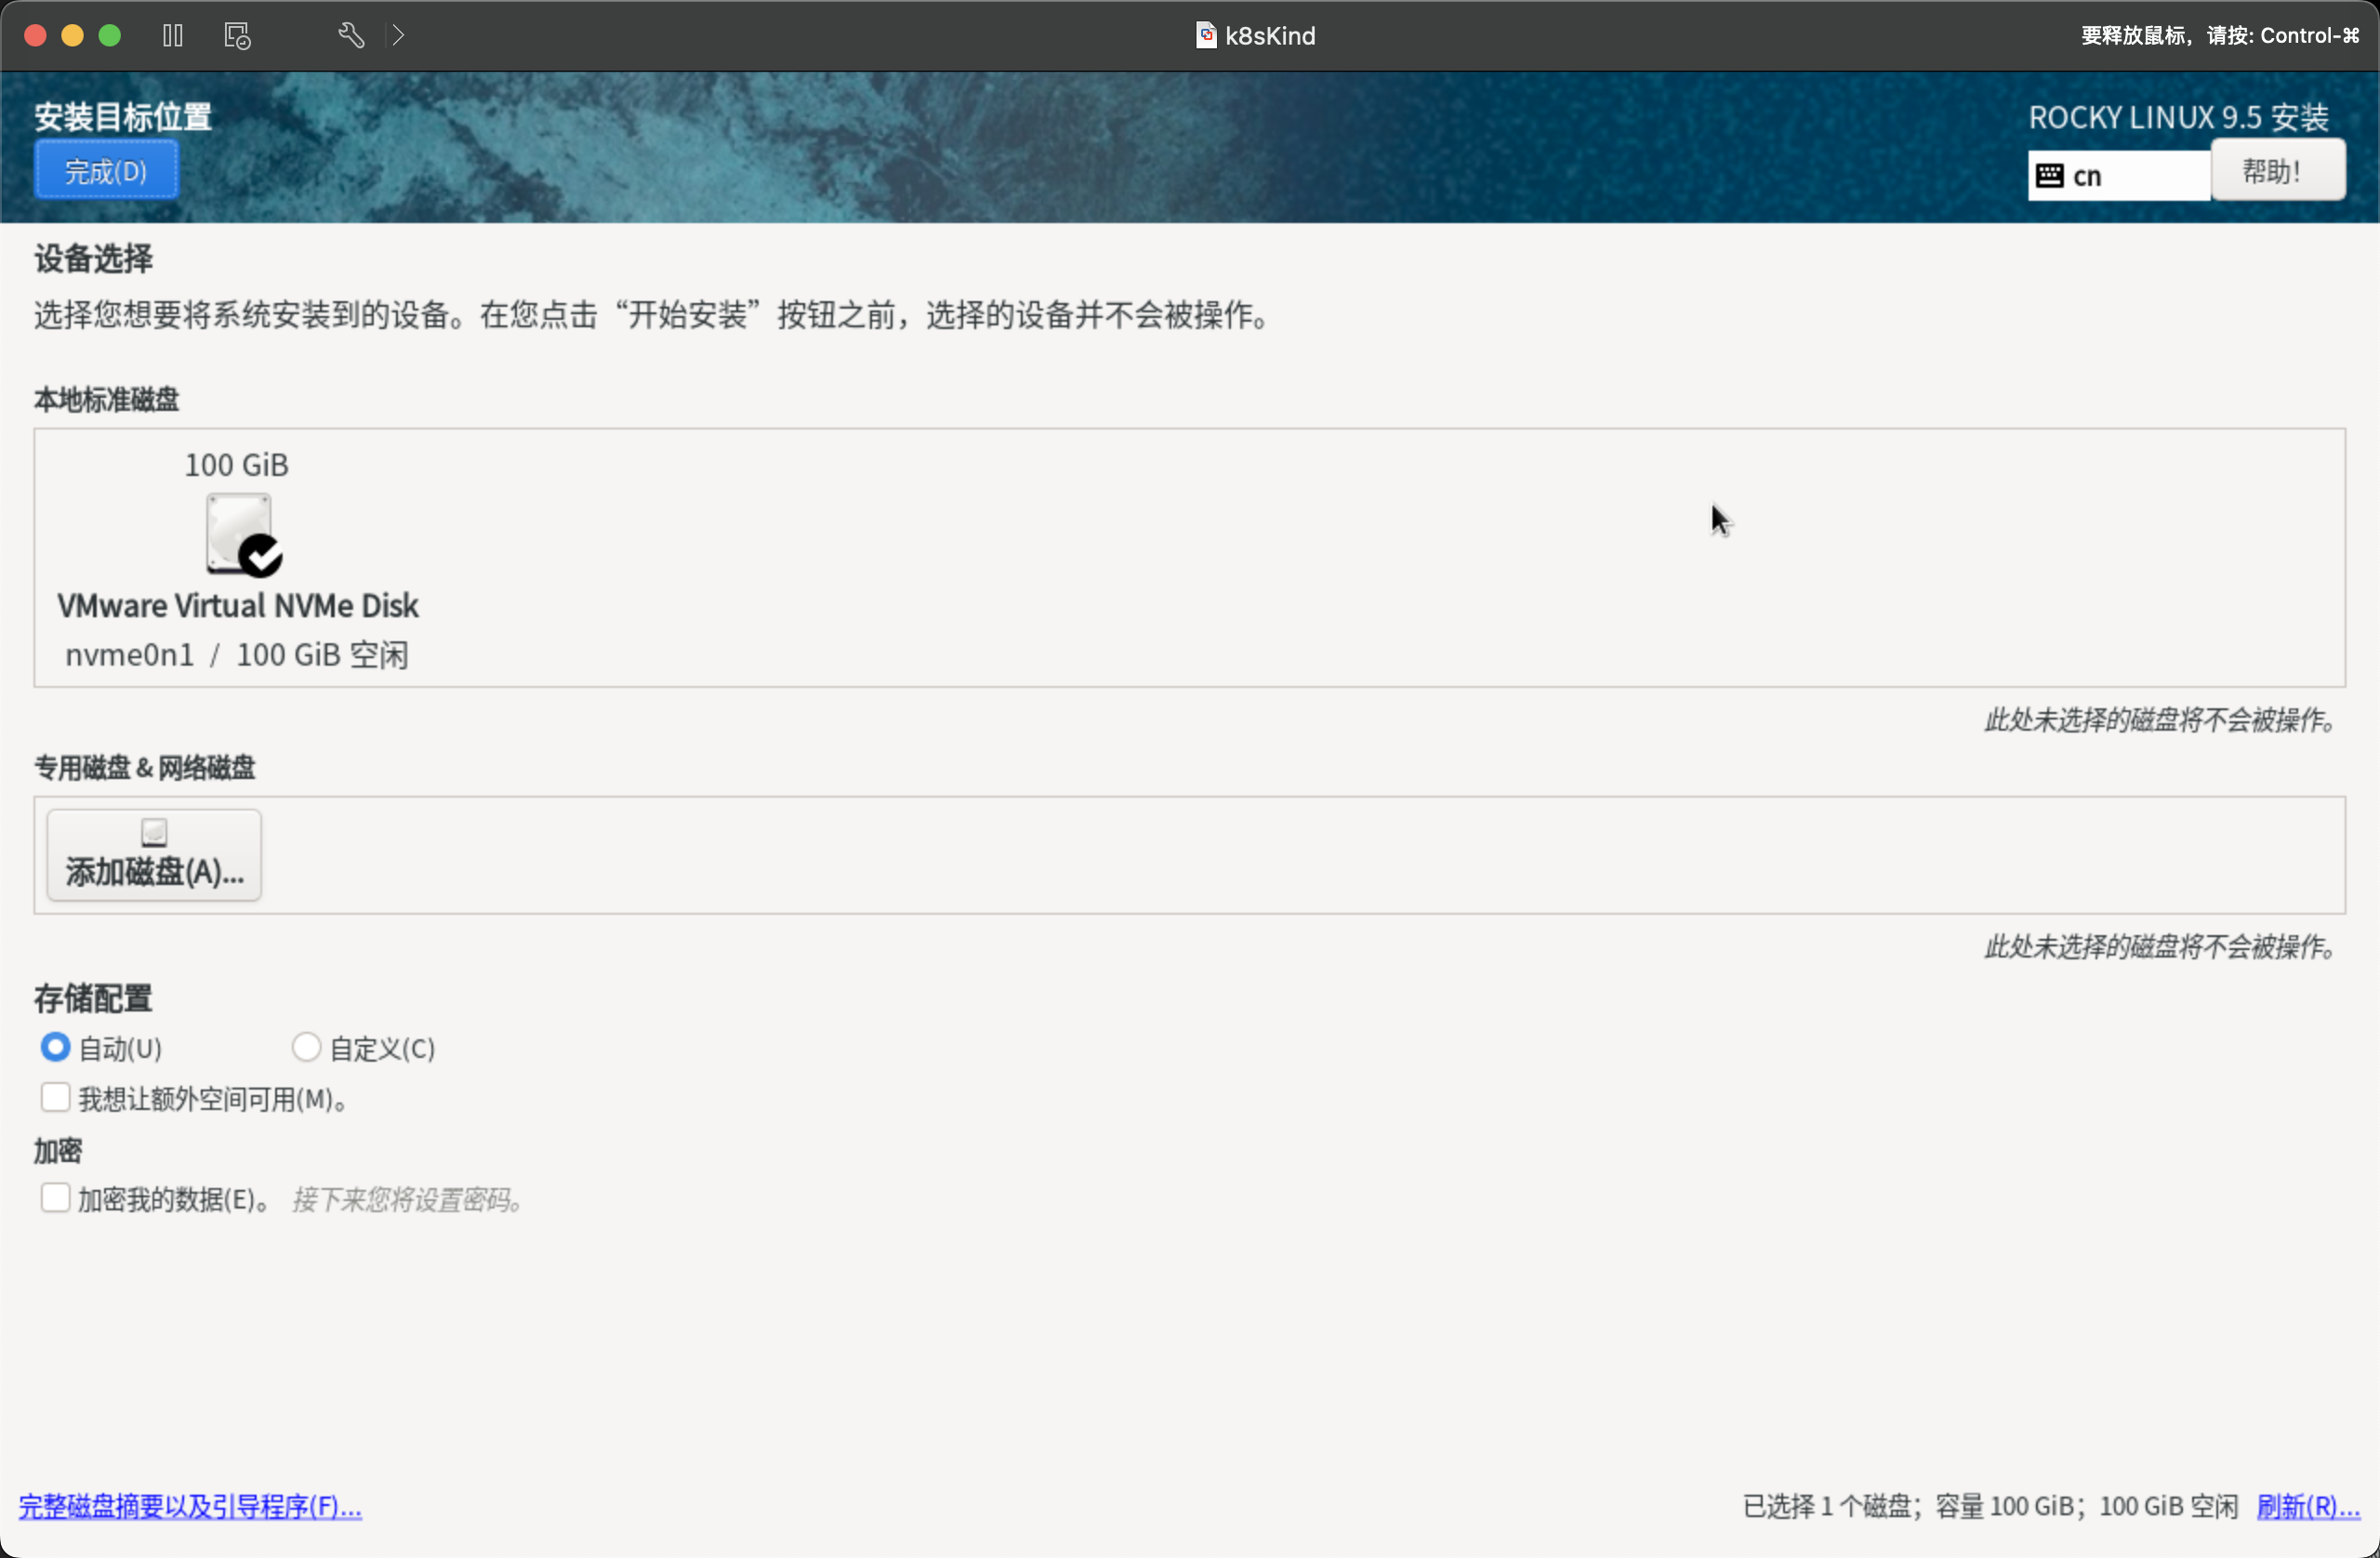 k8sKind
要释放鼠标，请按: Control-⌘
安装目标位置
ROCKY LINUX 9.5 安装
完成(D)
cn
帮助！
设备选择
选择您想要将系统安装到的设备。在您点击“开始安装”按钮之前，选择的设备并不会被操作。
本地标准磁盘
100 GiB
VMware Virtual NVMe Disk
nvme0n1 / 100 GiB 空闲
此处未选择的磁盘将不会被操作。
专用磁盘 & 网络磁盘
添加磁盘(A)...
此处未选择的磁盘将不会被操作。
存储配置
自动(U)
自定义(C)
我想让额外空间可用(M)。
加密
加密我的数据(E)。 接下来您将设置密码。
完整磁盘摘要以及引导程序(F)...
已选择 1 个磁盘；容量 100 GiB；100 GiB 空闲 刷新(R)...